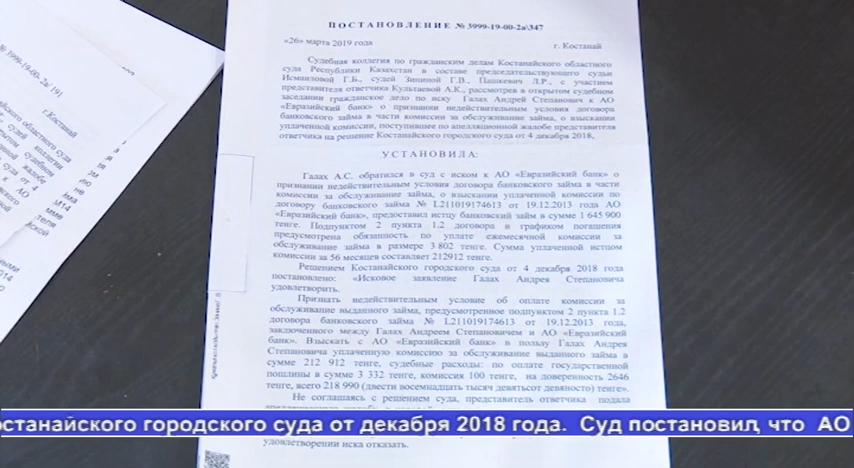 ПОСТАНОВЛЕНИЕ № 3999-19-00-2а\347
«26» марта 2019 года г. Костанай
Судебная коллегия по гражданским делам Костанайского областного
суда Республики Казахстан в составе председательствующего судьи
Исмаиловой Г.Б., судей Зининой Г.В., Пашкевич Л.Р., с участием
представителя ответчика Культаевой А.К., рассмотрев в открытом судебном
заседании гражданское дело по иску Галах Андрей Степанович к АО
«Евразийский банк» о признании недействительным условия договора
банковского займа в части комиссии за обслуживание займа, о взыскании
уплаченной комиссии, поступившее по апелляционной жалобе представителя
ответчика на решение Костанайского городского суда от 4 декабря 2018,
УСТАНОВИЛА:
Галах А.С. обратился в суд с иском к АО «Евразийский банк» о
признании недействительным условия договора банковского займа в части
комиссии за обслуживание займа, о взыскании уплаченной комиссии по
договору банковского займа № L211019174613 от 19.12.2013 года АО
«Евразийский банк», предоставил истцу банковский займ в сумме 1 645 900
тенге. Подпунктом 2 пункта 1.2 договора и графиком погашения
предусмотрена обязанность по уплате ежемесячной комиссии за
обслуживание займа в размере 3 802 тенге. Сумма уплаченной истцом
комиссии за 56 месяцев составляет 212912 тенге.
Решением Костанайского городского суда от 4 декабря 2018 года
постановлено: «Исковое заявление Галах Андрея Степановича
удовлетворить.
Признать недействительным условие об оплате комиссии за
обслуживание выданного займа, предусмотренное подпунктом 2 пункта 1.2
договора банковского займа № L211019174613 от 19.12.2013 года,
заключенного между Галах Андреем Степановичем и АО «Евразийский
банк». Взыскать с АО «Евразийский банк» в пользу Галах Андрея
Степановича уплаченную комиссию за обслуживание выданного займа в
сумме 212 912 тенге, судебные расходы: по оплате государственной
пошлины в сумме 3 332 тенге, комиссия 100 тенге, на доверенность 2646
тенге, всего 218 990 (двести восемнадцать тысяч девятьсот девяносто) тенге».
Не соглашаясь с решением суда, представитель ответчика подала
останайского городского суда от декабря 2018 года. Суд постановил, что АО
удовлетворении иска отказать.
№ 3999-19-00-2а/ 191
г.Костанай
областного суда
судей коллегии